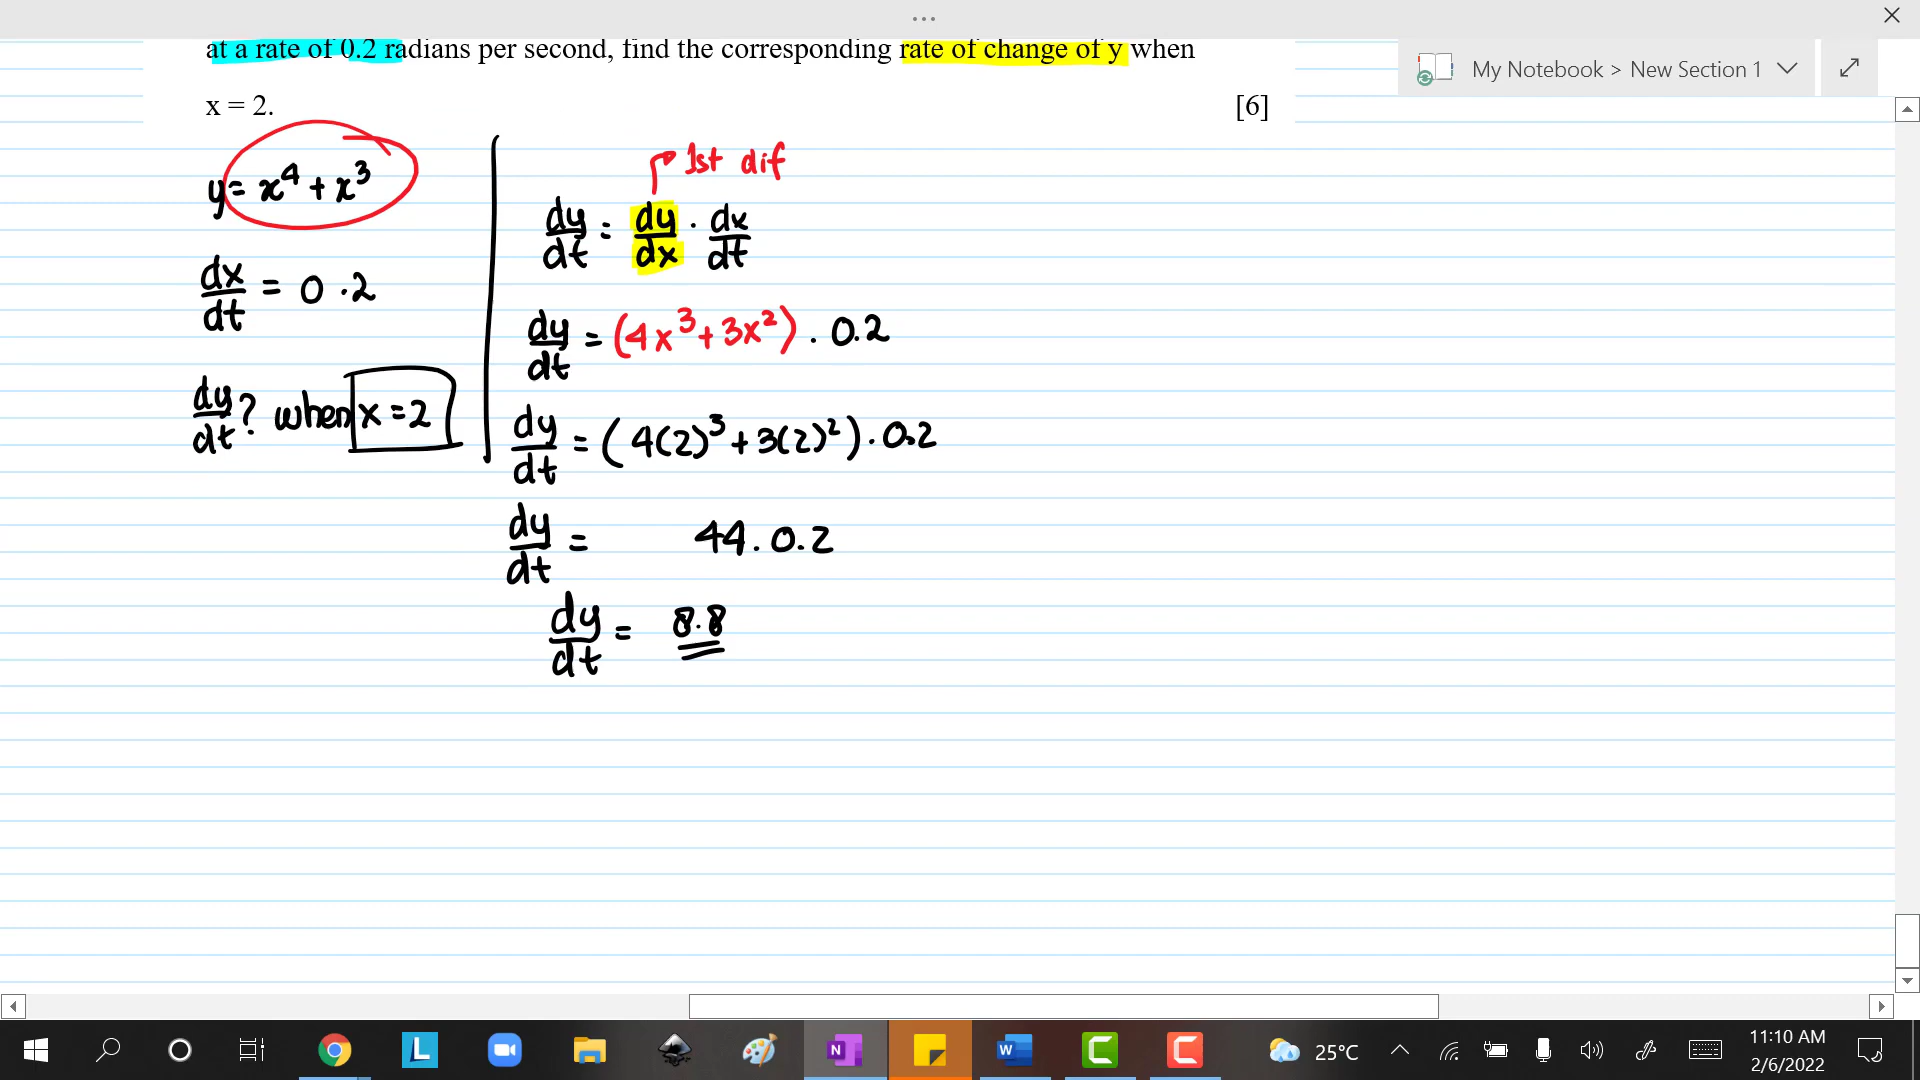 at a rate of 0.2 radians per second, find the corresponding rate of change of y when
x = 2. [6]
My Notebook > New Section 1
y = x⁴ + x³
dx/dt = 0.2
dy/dt? when x = 2
1st dif
dy/dt = dy/dx · dx/dt
dy/dt = (4x³ + 3x²) · 0.2
dy/dt = (4(2)³ + 3(2)²) · 0.2
dy/dt = 44 . 0.2
dy/dt = 8.8
L
N
W
25°C
11:10 AM
2/6/2022